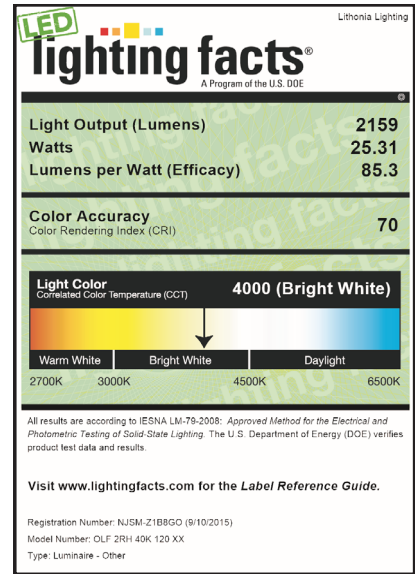 Lithonia Lighting
LED
lighting facts®
A Program of the U.S. DOE
Light Output (Lumens) 2159
Watts 25.31
Lumens per Watt (Efficacy) 85.3
Color Accuracy
Color Rendering Index (CRI) 70
Light Color
Correlated Color Temperature (CCT) 4000 (Bright White)
Warm White Bright White Daylight
2700K 3000K 4500K 6500K
All results are according to IESNA LM-79-2008: Approved Method for the Electrical and
Photometric Testing of Solid-State Lighting. The U.S. Department of Energy (DOE) verifies
product test data and results.
Visit www.lightingfacts.com for the Label Reference Guide.
Registration Number: NJSM-Z1B8GO (9/10/2015)
Model Number: OLF 2RH 40K 120 XX
Type: Luminaire - Other